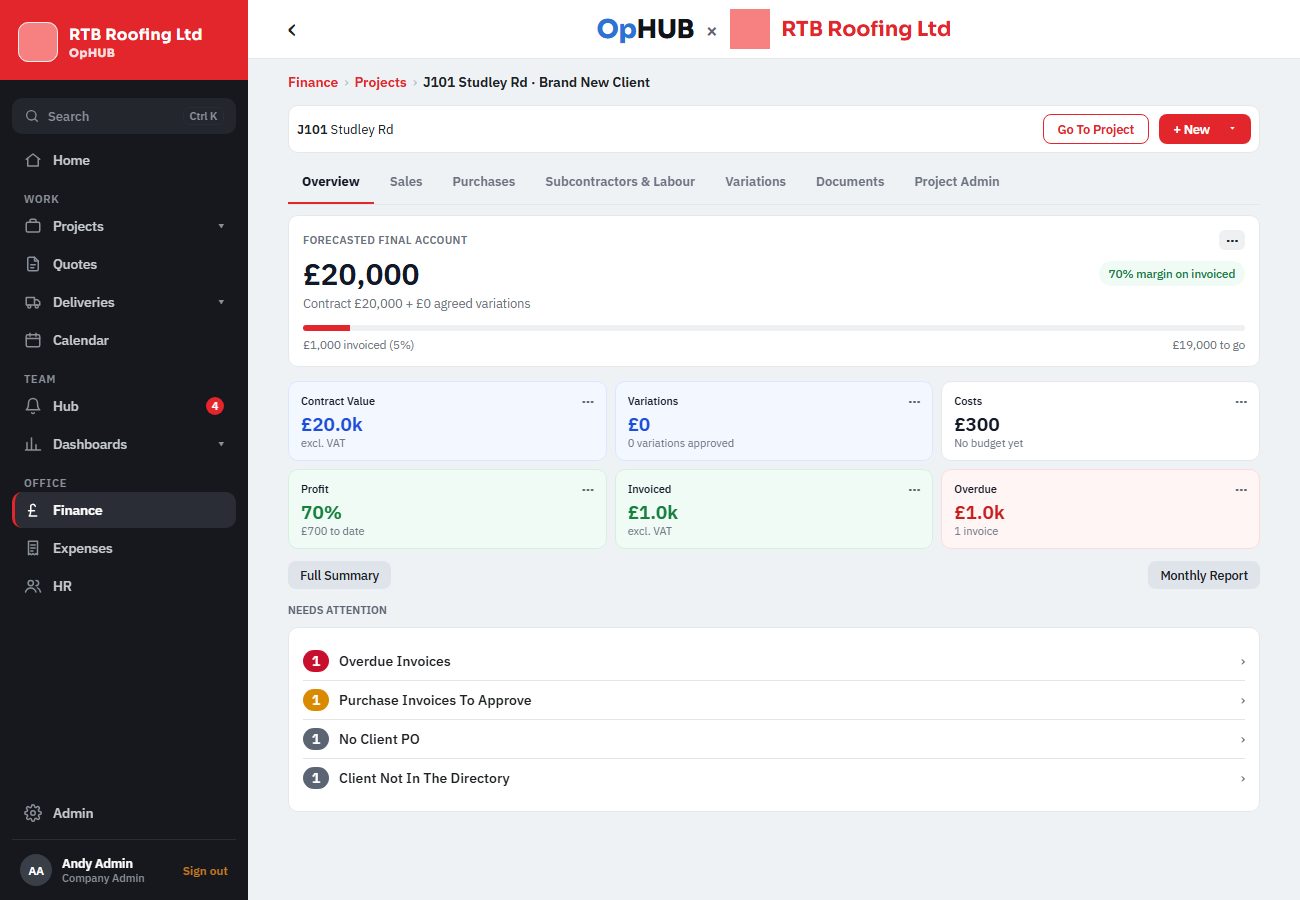 RTB Roofing Ltd
OpHUB
Search Ctrl K
Home
WORK
Projects
Quotes
Deliveries
Calendar
TEAM
Hub 4
Dashboards
OFFICE
£ Finance
Expenses
HR
Admin
AA Andy Admin
Company Admin
Sign out
OpHUB × RTB Roofing Ltd
Finance › Projects › J101 Studley Rd · Brand New Client
J101 Studley Rd Go To Project + New
Overview Sales Purchases Subcontractors & Labour Variations Documents Project Admin
FORECASTED FINAL ACCOUNT
£20,000 70% margin on invoiced
Contract £20,000 + £0 agreed variations
£1,000 invoiced (5%) £19,000 to go
Contract Value
£20.0k
excl. VAT
Variations
£0
0 variations approved
Costs
£300
No budget yet
Profit
70%
£700 to date
Invoiced
£1.0k
excl. VAT
Overdue
£1.0k
1 invoice
Full Summary Monthly Report
NEEDS ATTENTION
1 Overdue Invoices
1 Purchase Invoices To Approve
1 No Client PO
1 Client Not In The Directory